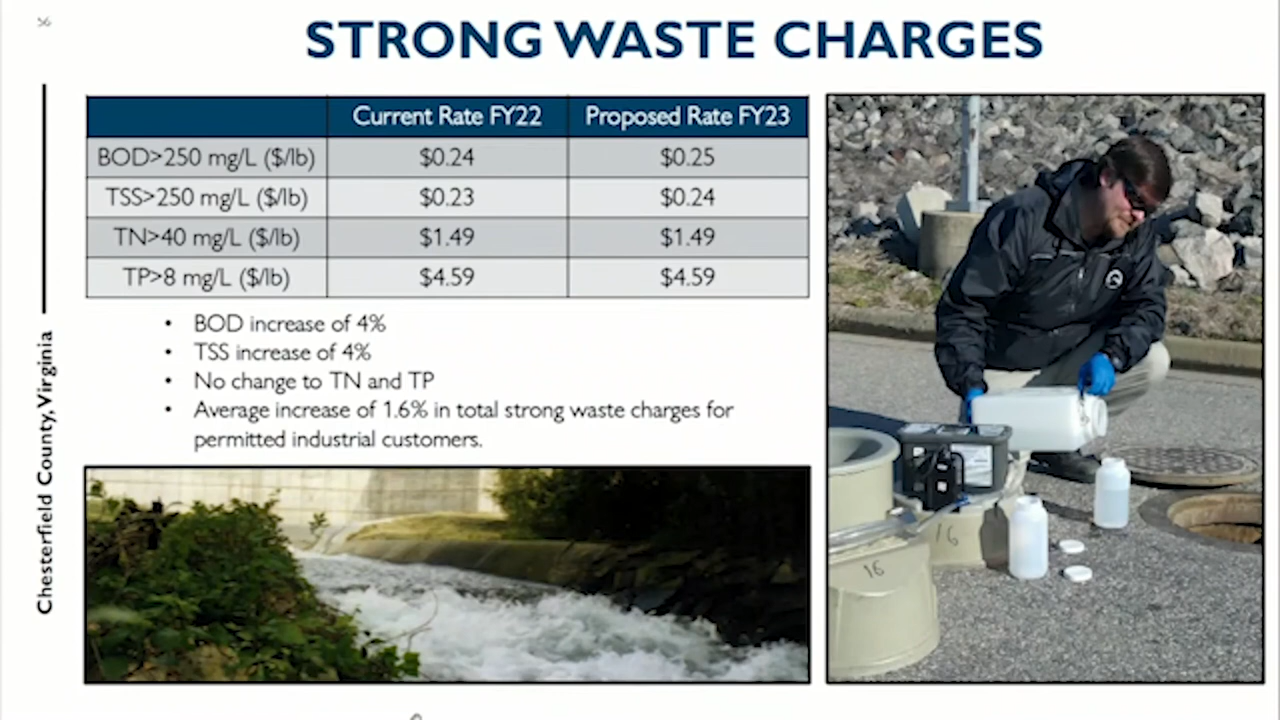 56
STRONG WASTE CHARGES
Chesterfield County, Virginia
Current Rate FY22 Proposed Rate FY23
BOD>250 mg/L ($/lb) $0.24 $0.25
TSS>250 mg/L ($/lb) $0.23 $0.24
TN>40 mg/L ($/lb) $1.49 $1.49
TP>8 mg/L ($/lb) $4.59 $4.59
• BOD increase of 4%
• TSS increase of 4%
• No change to TN and TP
• Average increase of 1.6% in total strong waste charges for
permitted industrial customers.
16
16